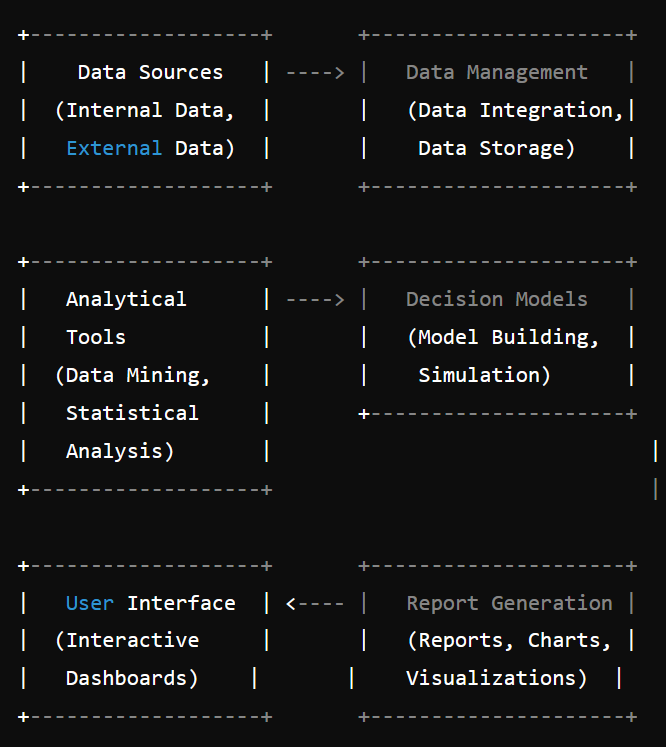 +-------------------+       +---------------------+
|    Data Sources   | ----> |   Data Management   |
|  (Internal Data,  |       |   (Data Integration,|
|   External Data)  |       |    Data Storage)    |
+-------------------+       +---------------------+
+-------------------+       +---------------------+
|   Analytical      | ----> |   Decision Models   |
|   Tools           |       |   (Model Building,  |
|  (Data Mining,    |       |    Simulation)      |
|   Statistical     |       +---------------------+
|   Analysis)       |                               |
+-------------------+                               |
+-------------------+       +---------------------+
|   User Interface  | <---- |   Report Generation |
|  (Interactive     |       |   (Reports, Charts, |
|   Dashboards)    |       |    Visualizations)  |
+-------------------+       +---------------------+